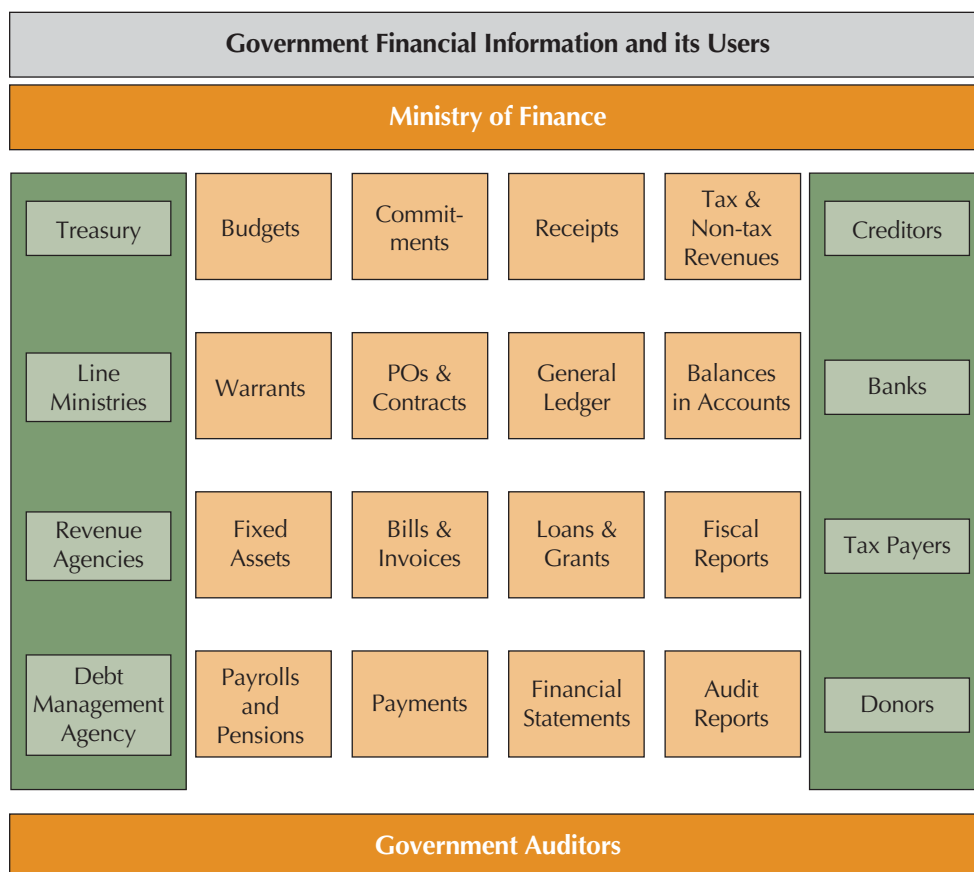 Government Financial Information and its Users
Ministry of Finance
Treasury
Budgets
Commit-
ments
Receipts
Tax &
Non-tax
Revenues
Creditors
Line
Ministries
Warrants
POs &
Contracts
General
Ledger
Balances
in Accounts
Banks
Revenue
Agencies
Fixed
Assets
Bills &
Invoices
Loans &
Grants
Fiscal
Reports
Tax Payers
Debt
Management
Agency
Payrolls
and
Pensions
Payments
Financial
Statements
Audit
Reports
Donors
Government Auditors